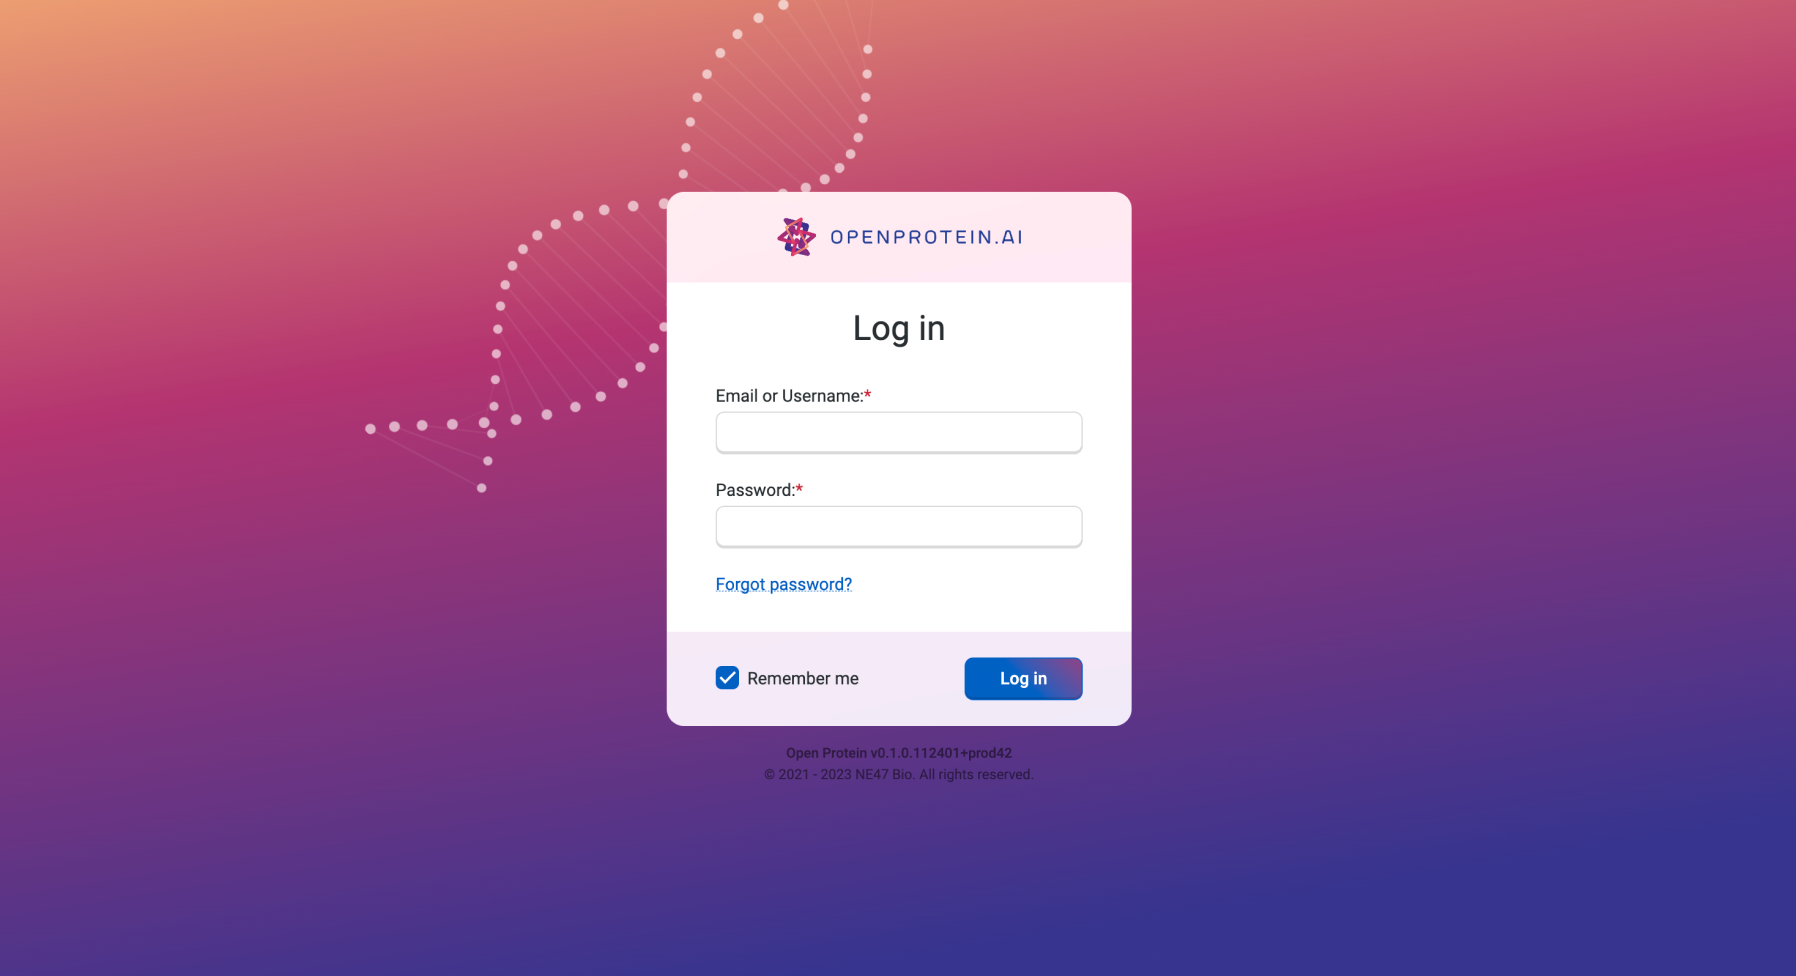 OPENPROTEIN.AI
Log in
Email or Username:*
Password:*
Forgot password?
Remember me
Log in
Open Protein v0.1.0.112401+prod42
© 2021 - 2023 NE47 Bio. All rights reserved.